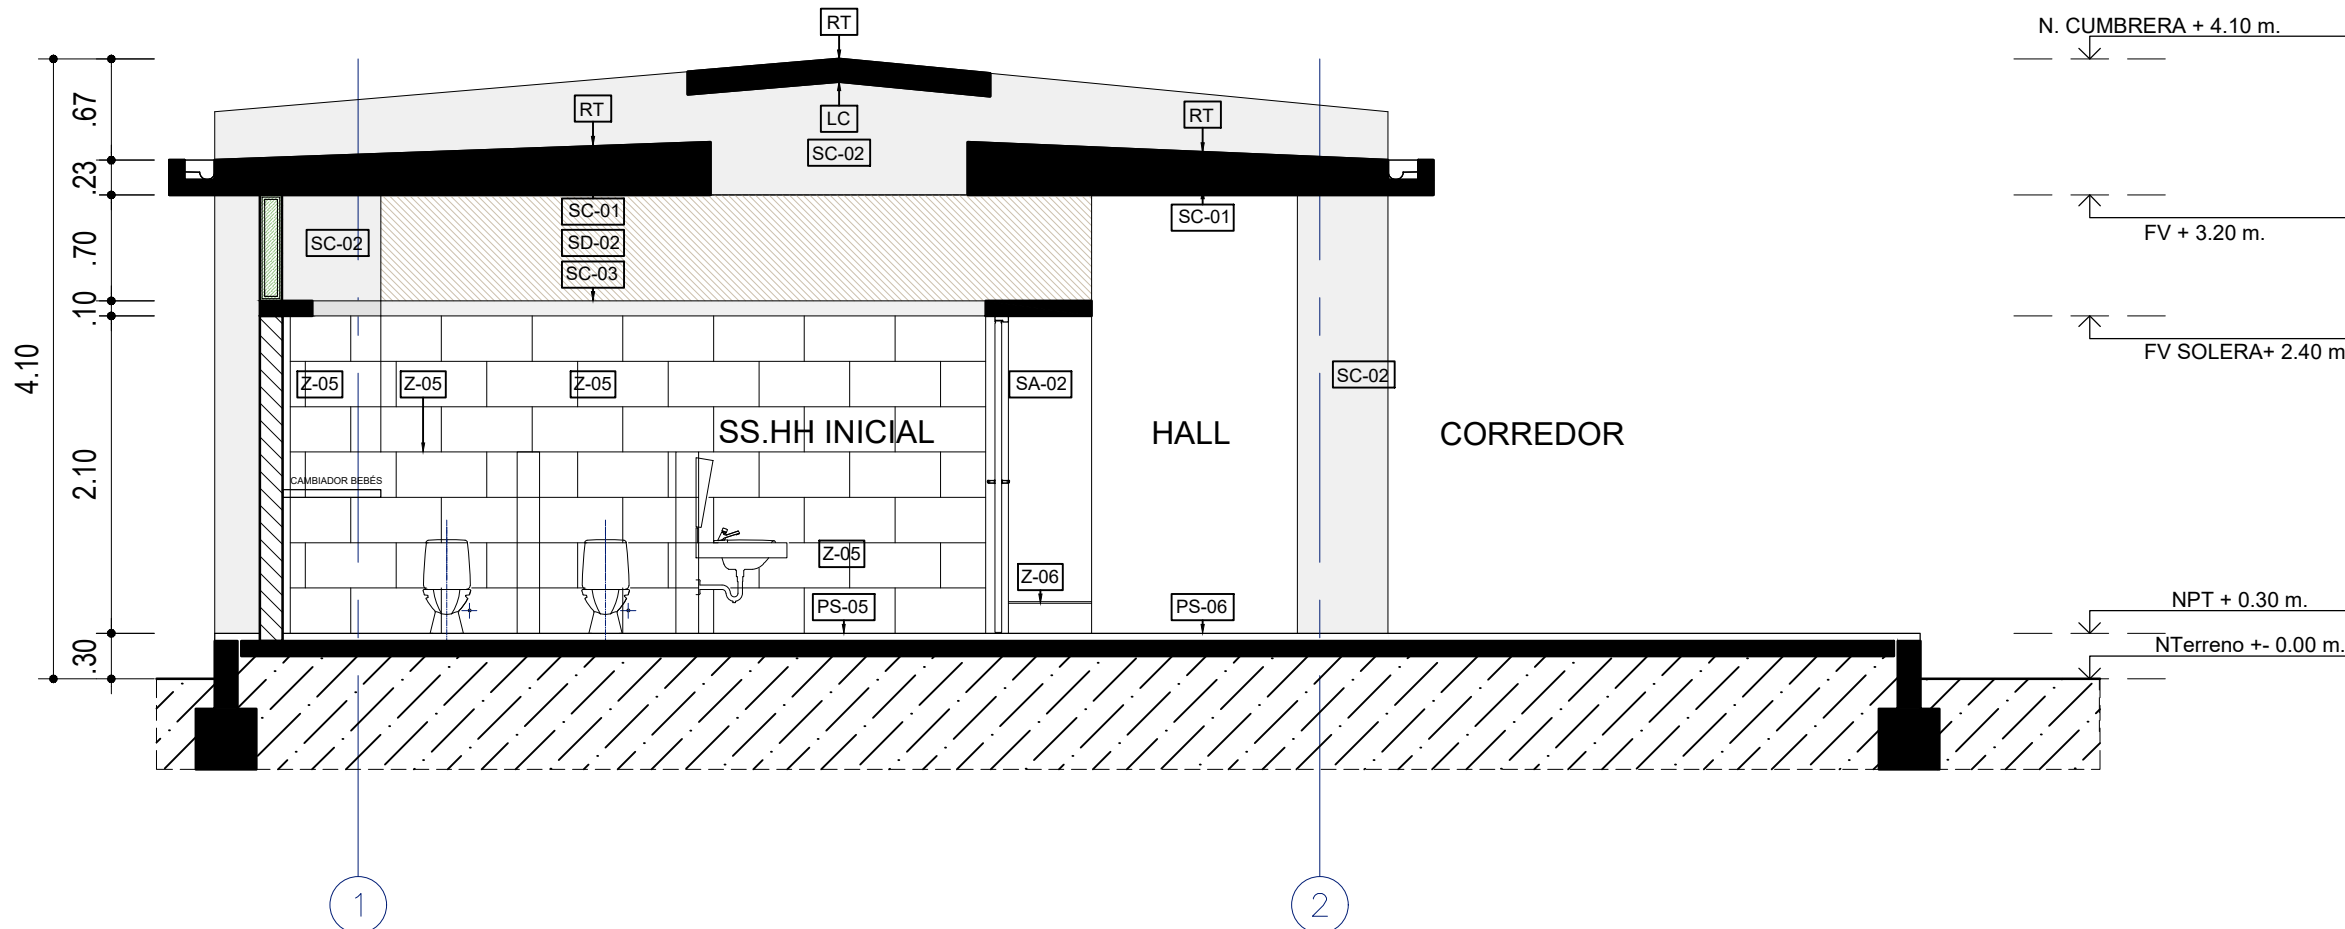 RT
N. CUMBRERA + 4.10 m.
RT
LC
RT
.67
SC-02
.23
SC-01
SC-01
SC-02
SD-02
FV + 3.20 m.
.70
SC-03
.10
FV SOLERA+ 2.40 m
4.10
Z-05
Z-05
Z-05
SA-02
SC-02
SS.HH INICIAL
HALL
CORREDOR
2.10
CAMBIADOR BEBÉS
Z-05
Z-06
PS-05
PS-06
NPT + 0.30 m.
.30
NTerreno +- 0.00 m.
1
2